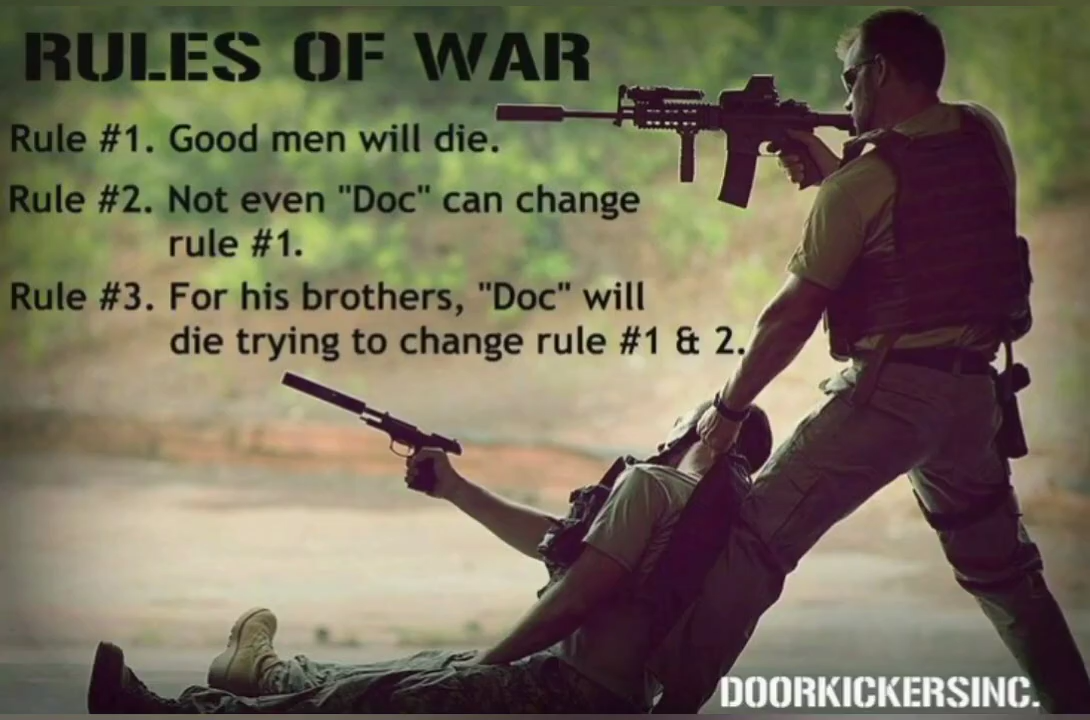 RULES OF WAR
Rule #1. Good men will die.
Rule #2. Not even "Doc" can change
rule #1.
Rule #3. For his brothers, "Doc" will
die trying to change rule #1 & 2.
DOORKICKERSINC.